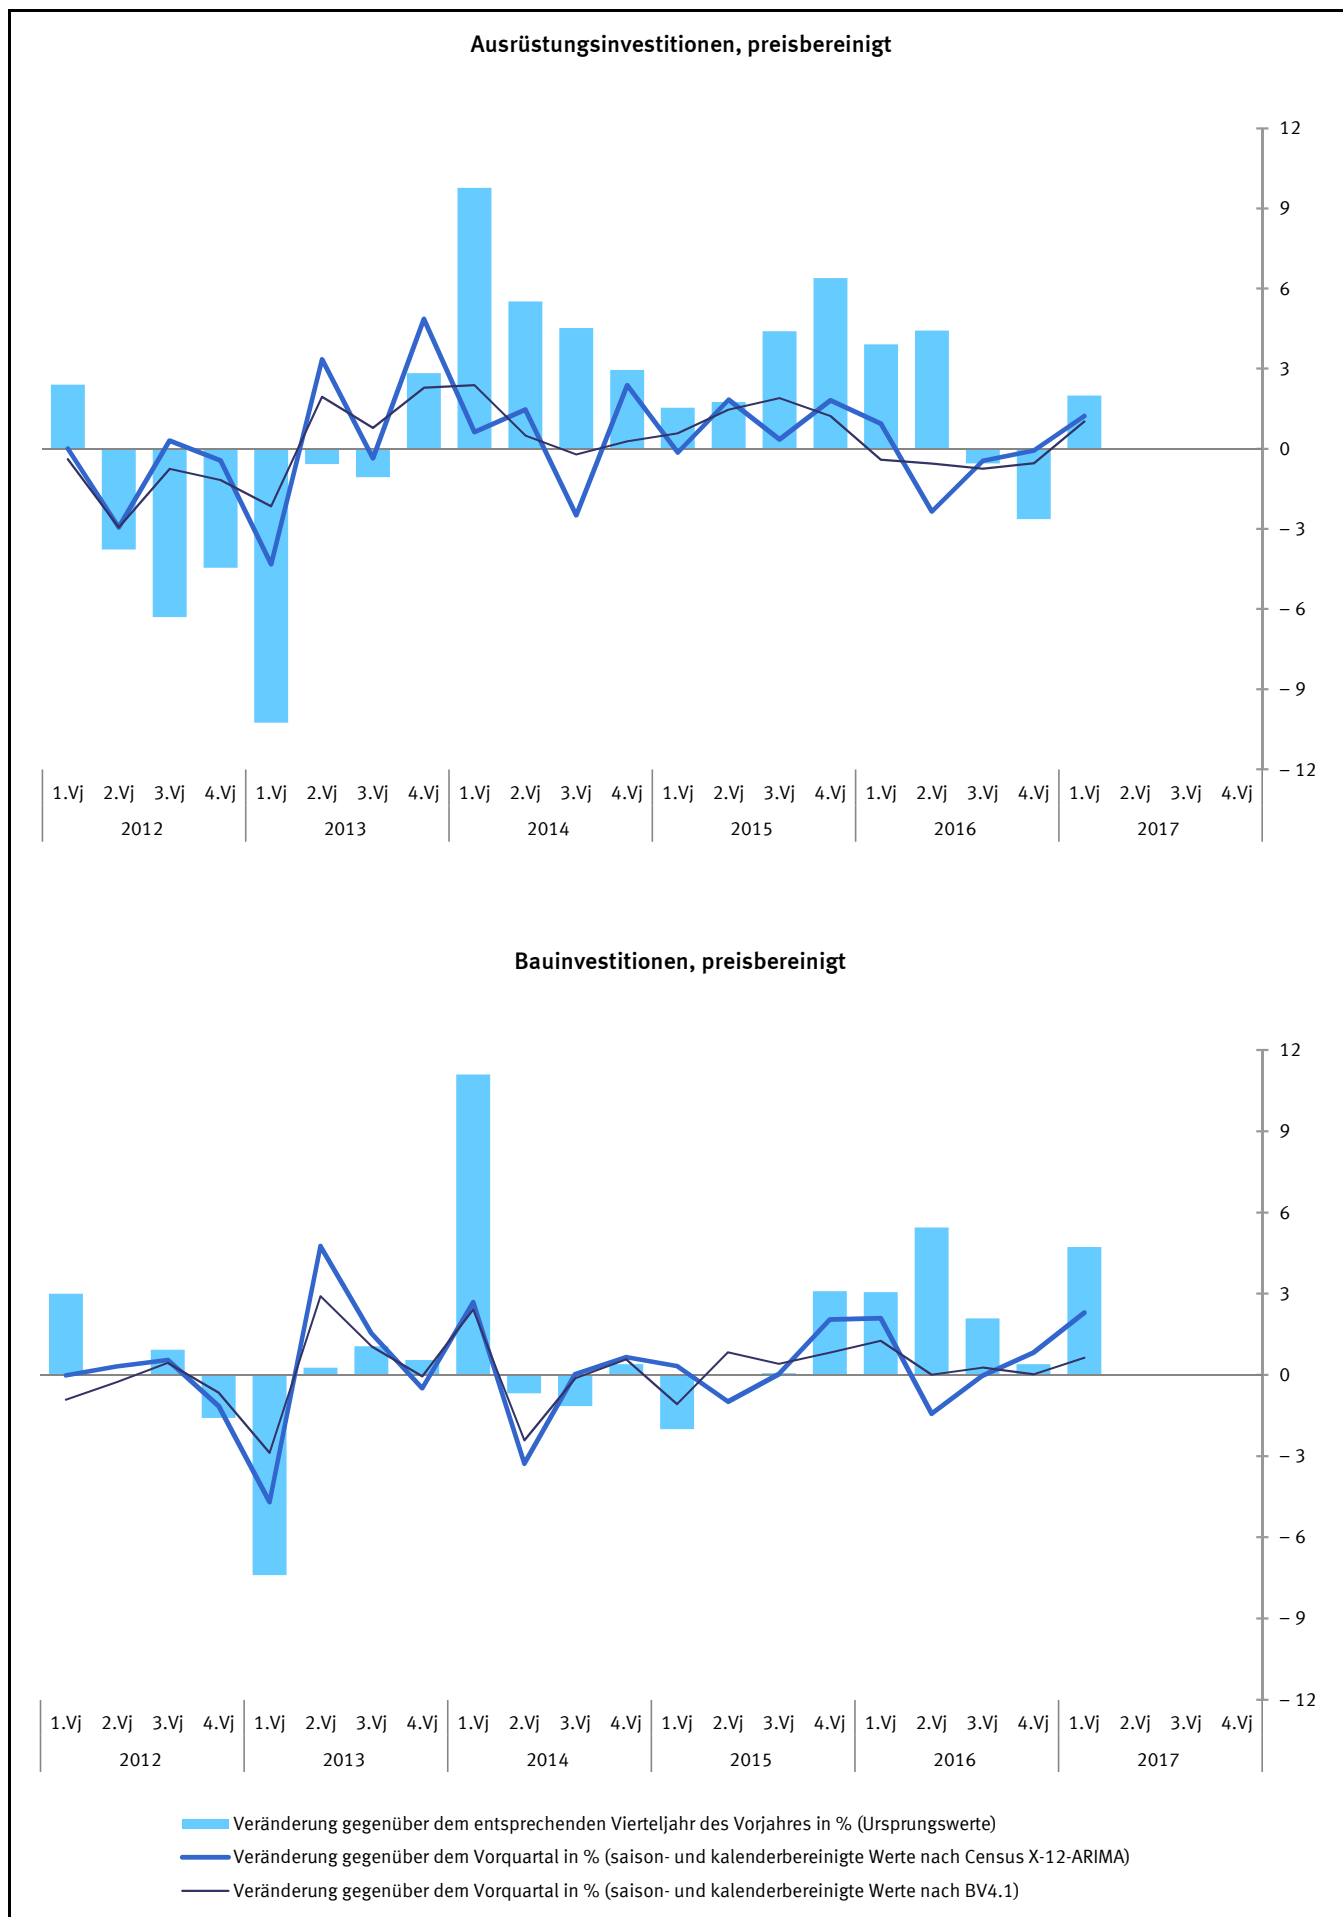 Ausrüstungsinvestitionen, preisbereinigt
12
9
6
3
0
– 3
– 6
– 9
– 12
1.Vj 2.Vj 3.Vj 4.Vj 1.Vj 2.Vj 3.Vj 4.Vj 1.Vj 2.Vj 3.Vj 4.Vj 1.Vj 2.Vj 3.Vj 4.Vj 1.Vj 2.Vj 3.Vj 4.Vj 1.Vj 2.Vj 3.Vj 4.Vj
2012 2013 2014 2015 2016 2017
Bauinvestitionen, preisbereinigt
12
9
6
3
0
– 3
– 6
– 9
– 12
1.Vj 2.Vj 3.Vj 4.Vj 1.Vj 2.Vj 3.Vj 4.Vj 1.Vj 2.Vj 3.Vj 4.Vj 1.Vj 2.Vj 3.Vj 4.Vj 1.Vj 2.Vj 3.Vj 4.Vj 1.Vj 2.Vj 3.Vj 4.Vj
2012 2013 2014 2015 2016 2017
Veränderung gegenüber dem entsprechenden Vierteljahr des Vorjahres in % (Ursprungswerte)
Veränderung gegenüber dem Vorquartal in % (saison- und kalenderbereinigte Werte nach Census X-12-ARIMA)
Veränderung gegenüber dem Vorquartal in % (saison- und kalenderbereinigte Werte nach BV4.1)